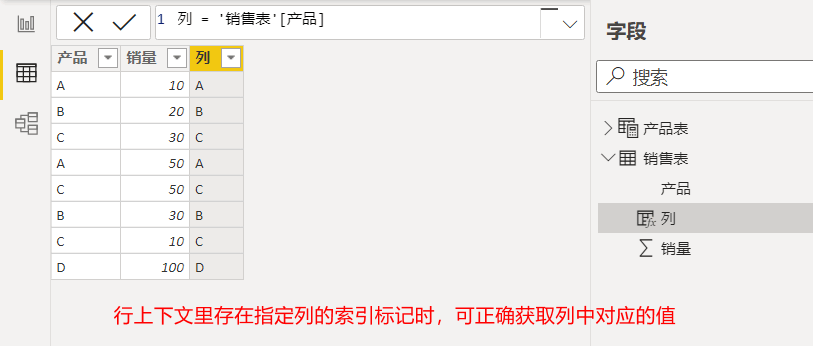 1 列 = '销售表'[产品]
产品 销量 列
A 10 A
B 20 B
C 30 C
A 50 A
C 50 C
B 30 B
C 10 C
D 100 D
行上下文里存在指定列的索引标记时，可正确获取列中对应的值
字段
搜索
产品表
销售表
产品
列
∑ 销量